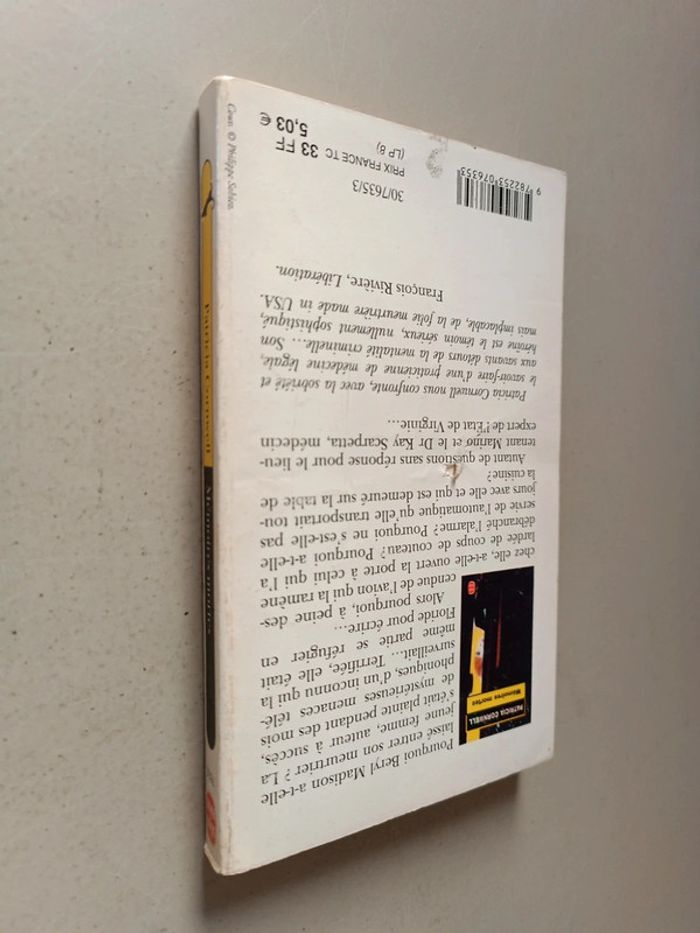 Pourquoi Beryl Madison a-t-elle
laissé entrer son meurtrier ? La
jeune femme, auteur à succès,
s'était plainte pendant des mois
de mystérieuses menaces télé-
phoniques, d'un inconnu qui la
surveillait… Terrifiée, elle était
même partie se réfugier en
Floride pour écrire…
Alors pourquoi, à peine des-
cendue de l'avion qui la ramène
chez elle, a-t-elle ouvert la porte à celui qui l'a
lardée de coups de couteau? Pourquoi a-t-elle
débranché l'alarme? Pourquoi ne s'est-elle pas
servie de l'automatique qu'elle transportait tou-
jours avec elle et qui est demeuré sur la table de
la cuisine?
Autant de questions sans réponse pour le lieu-
tenant Marino et le Dr Kay Scarpetta, médecin
expert de l'État de Virginie…
Patricia Cornwell nous confronte, avec la sobriété et
le savoir-faire d'une praticienne de médecine légale,
aux savants détours de la mentalité criminelle… Son
héroïne est le témoin sérieux, nullement sophistiqué,
mais implacable, de la folie meurtrière made in USA.
François Rivière, Libération.
PATRICIA CORNWELL
Mémoires mortes
30/7635/3
PRIX FRANCE TC 33 FF
(LP 8)
5,03 €
9 782253 076353
© Philippe Sebien
Patricia Cornwell
Mémoires mortes